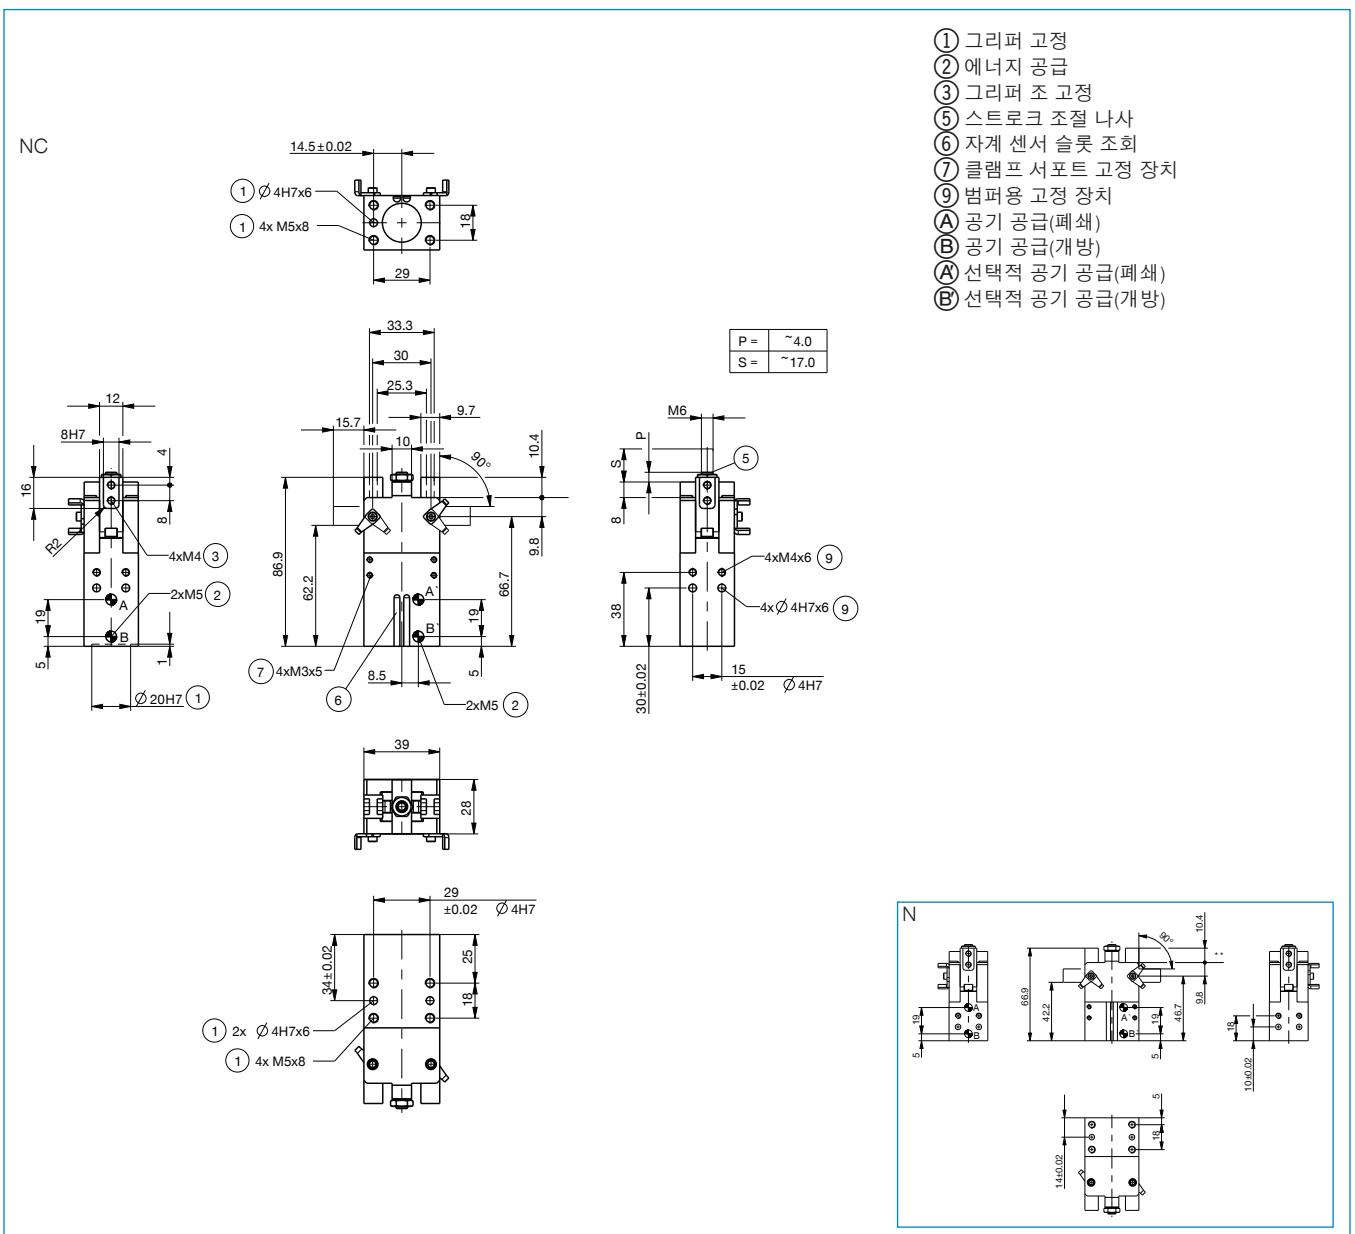 ① 그리퍼 고정
② 에너지 공급
③ 그리퍼 조 고정
⑤ 스트로크 조절 나사
⑥ 자계 센서 슬롯 조회
⑦ 클램프 서포트 고정 장치
⑨ 범퍼용 고정 장치
Ⓐ 공기 공급(폐쇄)
Ⓑ 공기 공급(개방)
A' 선택적 공기 공급(폐쇄)
B' 선택적 공기 공급(개방)
NC
14.5±0.02
① Ø 4H7x6
① 4x M5x8
18
29
P = ~4.0
S = ~17.0
12
8H7
4
16
8
R2
4xM4 ③
2xM5 ②
A
B
19
5
1
Ø 20H7 ①
33.3
30
25.3
15.7
9.7
10
90°
10.4
9.8
86.9
62.2
66.7
A`
B`
19
5
⑦ 4xM3x5
⑥
8.5
2xM5 ②
M6
P
S
8
⑤
4xM4x6 ⑨
4xØ 4H7x6 ⑨
38
30±0.02
15
±0.02 Ø 4H7
39
28
29
±0.02 Ø 4H7
34±0.02
25
18
① 2x Ø 4H7x6
① 4x M5x8
N
19
5
A
B
66.9
42.2
90°
10.4
**
9.8
46.7
19
5
A`
B`
18
10±0.02
14±0.02
5
18